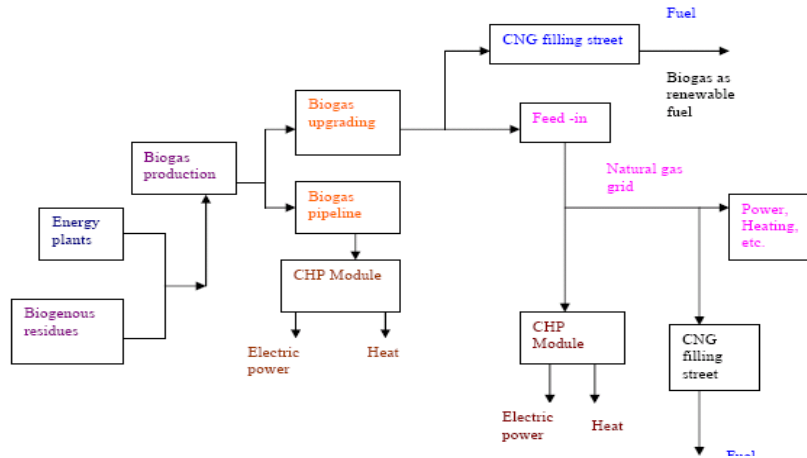 Fuel
CNG filling street
Biogas as
renewable
fuel
Biogas
upgrading
Feed -in
Biogas
production
Natural gas
grid
Biogas
pipeline
Power,
Heating,
etc.
Energy
plants
CHP Module
Biogenous
residues
CHP
Module
CNG
filling
street
Electric
power
Heat
Electric
power
Heat
Fuel